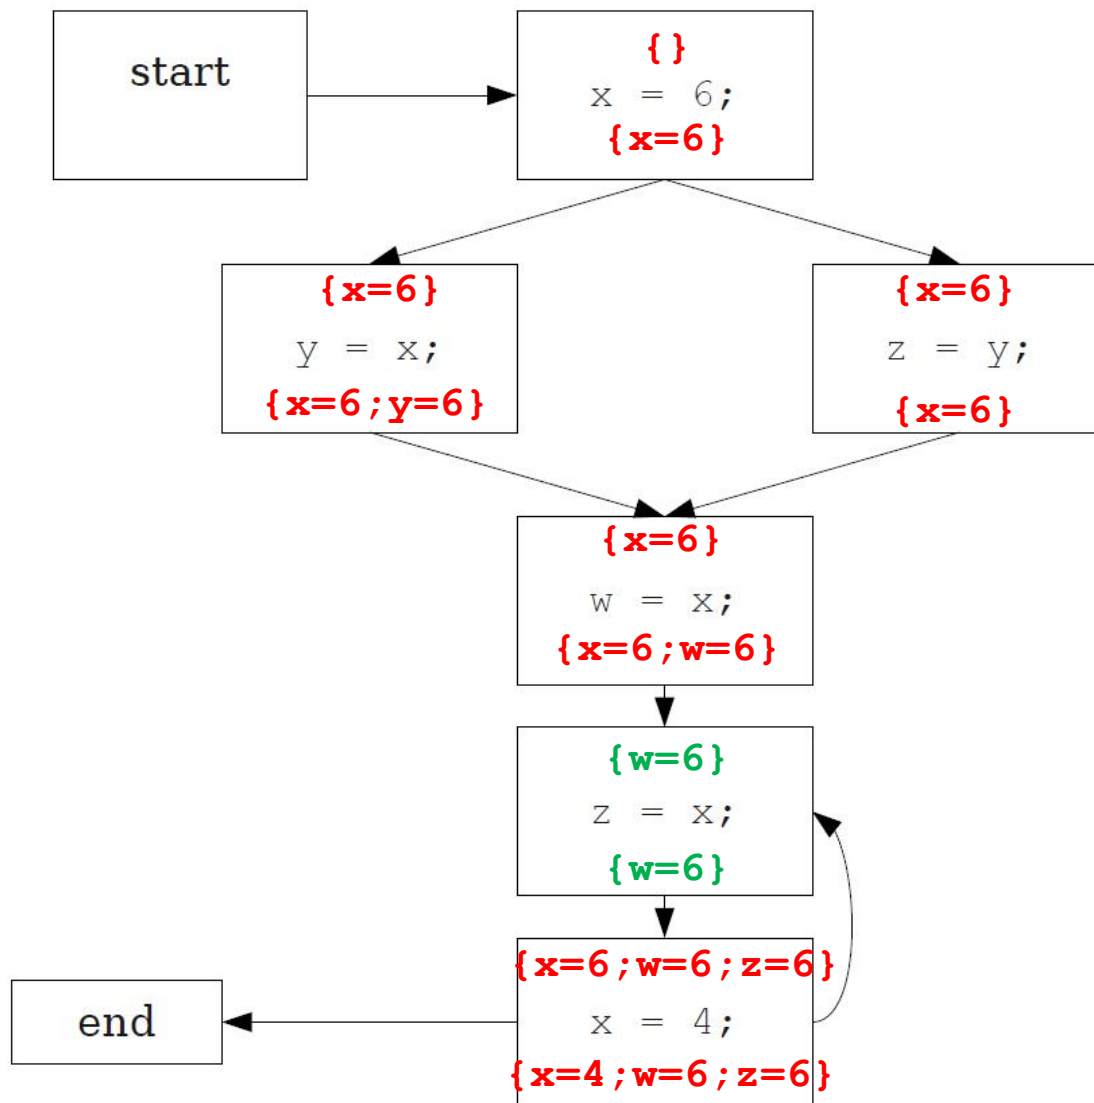 start
{}
x = 6;
{x=6}
{x=6}
y = x;
{x=6;y=6}
{x=6}
z = y;
{x=6}
{x=6}
w = x;
{x=6;w=6}
{w=6}
z = x;
{w=6}
{x=6;w=6;z=6}
x = 4;
{x=4;w=6;z=6}
end